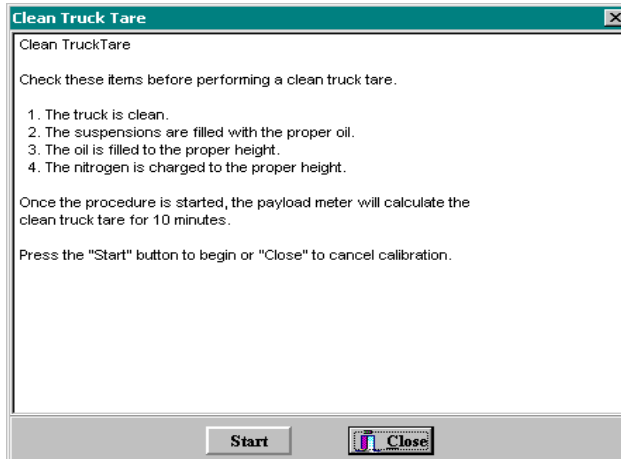 Clean Truck Tare
Clean TruckTare
Check these items before performing a clean truck tare.
1. The truck is clean.
2. The suspensions are filled with the proper oil.
3. The oil is filled to the proper height.
4. The nitrogen is charged to the proper height.
Once the procedure is started, the payload meter will calculate the
clean truck tare for 10 minutes.
Press the "Start" button to begin or "Close" to cancel calibration.
Start
Close